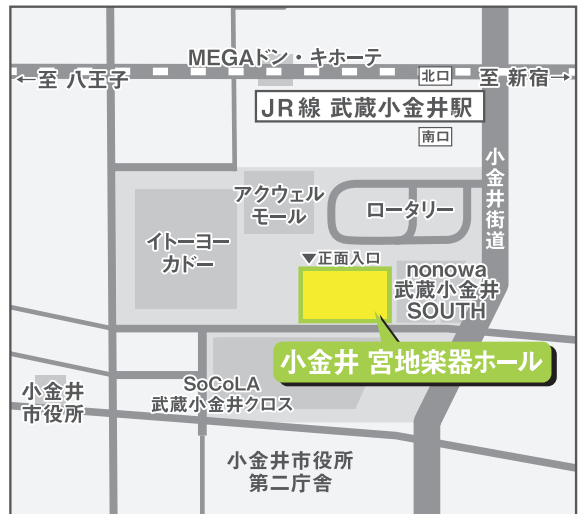 MEGAドン・キホーテ
←至 八王子
北口
至 新宿→
JR線 武蔵小金井駅
南口
小金井街道
アクウェル
モール
ロータリー
イトーヨー
カドー
▼正面入口
nonowa
武蔵小金井
SOUTH
小金井 宮地楽器ホール
SoCoLA
武蔵小金井クロス
小金井
市役所
小金井市役所
第二庁舎